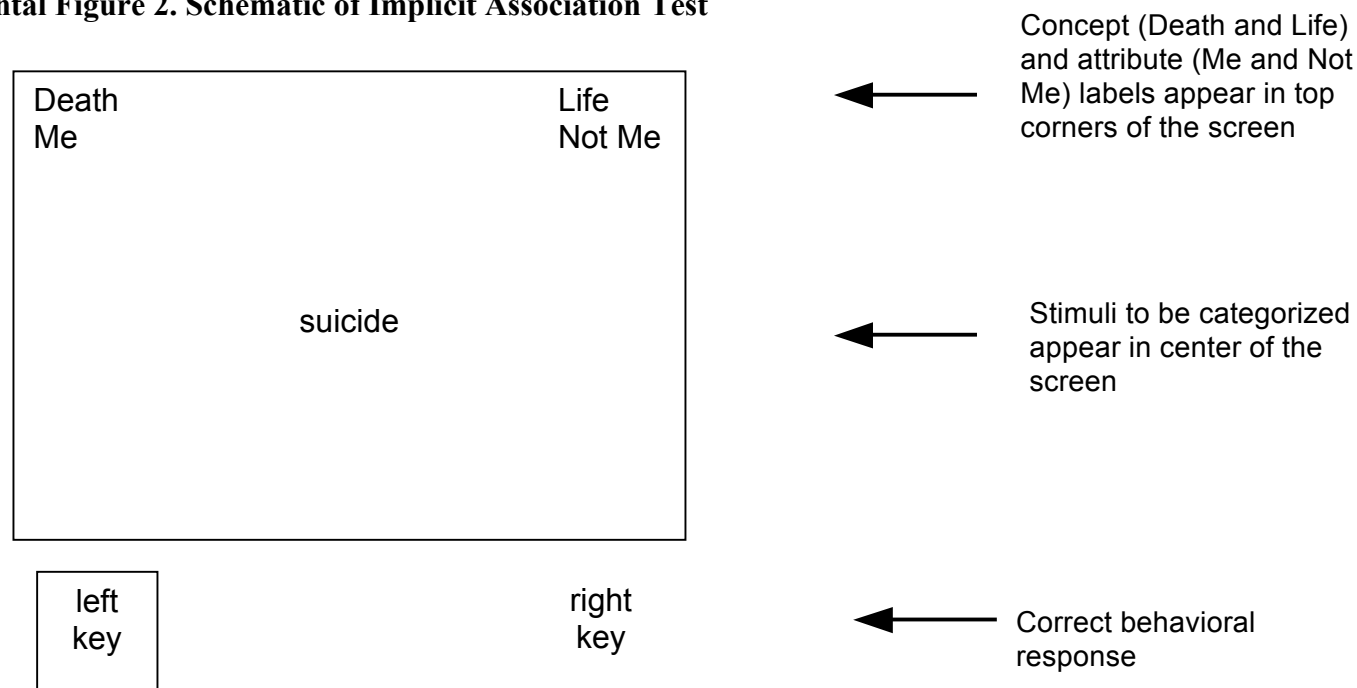 ntal Figure 2. Schematic of Implicit Association Test
Concept (Death and Life)
and attribute (Me and Not
Me) labels appear in top
corners of the screen
Death
Me
Life
Not Me
suicide
Stimuli to be categorized
appear in center of the
screen
left
key
right
key
Correct behavioral
response